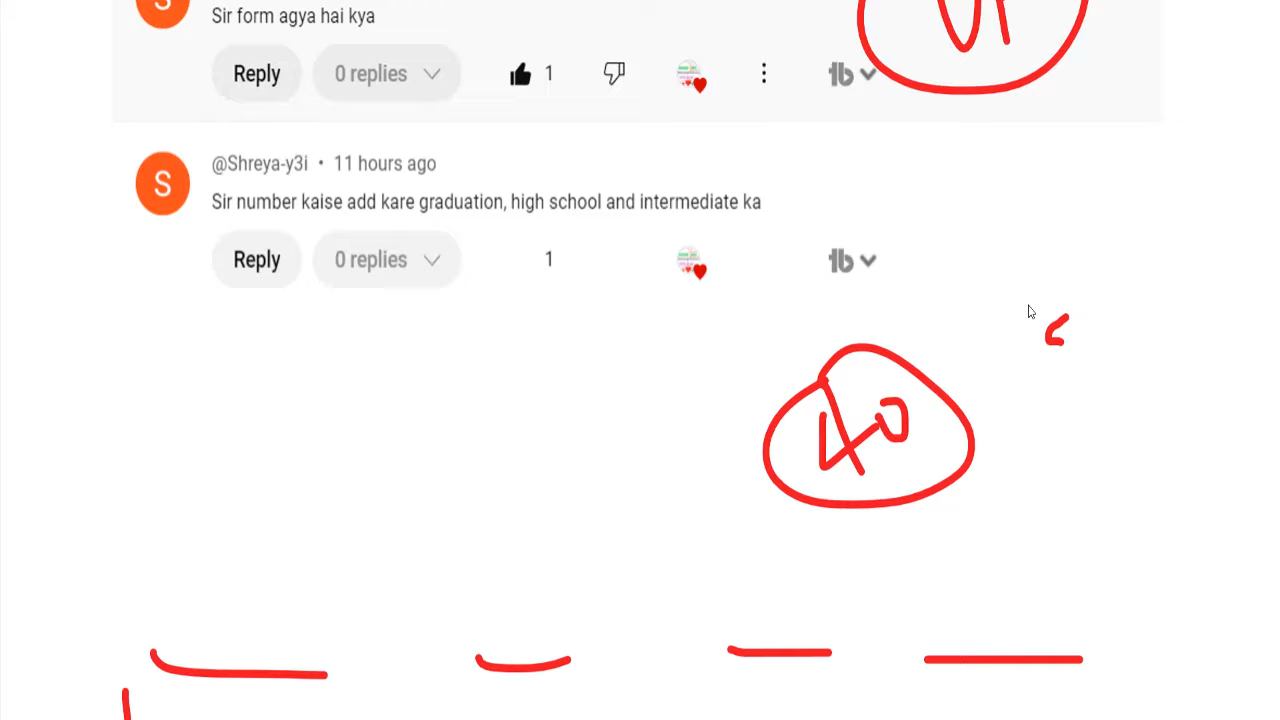 S
Sir form agya hai kya
Reply 0 replies 1
@Shreya-y3i • 11 hours ago
S
Sir number kaise add kare graduation, high school and intermediate ka
Reply 0 replies 1
40